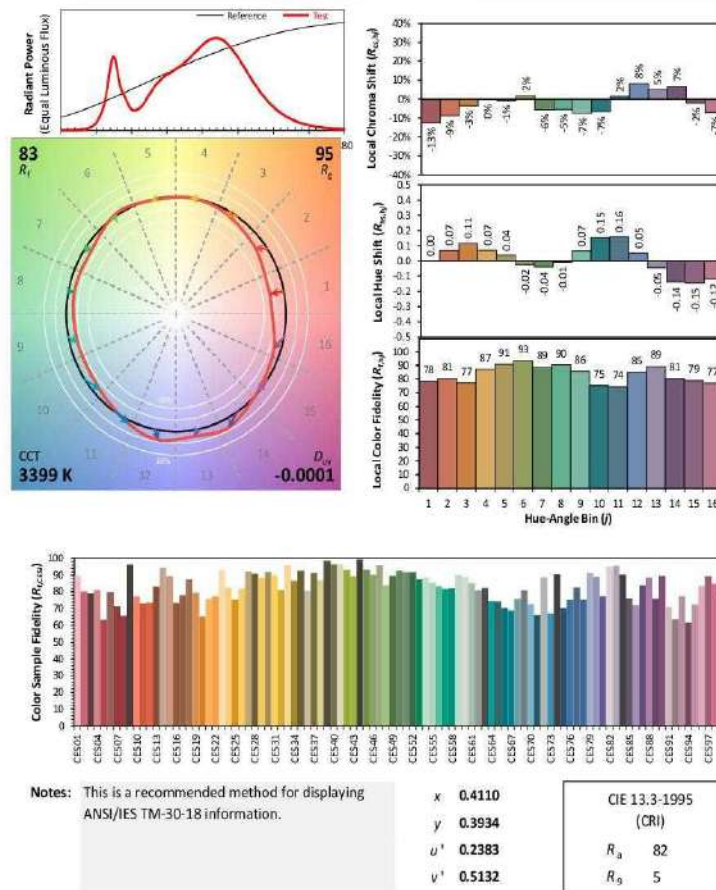 Reference Test
Radiant Power
(Equal Luminous Flux)
80
83
Rf
95
Rg
5 4
6 3
7 2
8 1
9 16
10 15
11 14
12 13
CCT
3399 K
Duv
-0.0001
Local Chroma Shift (Rcs,hj)
40%
30%
20%
10%
0%
-10%
-20%
-30%
-40%
-13% -9% -3% 0% -1% 2% -6% -5% -7% -7% 2% 8% 5% 7% -2% -7%
Local Hue Shift (Rhs,hj)
0.5
0.4
0.3
0.2
0.1
0.0
-0.1
-0.2
-0.3
-0.4
-0.5
0.00 0.07 0.11 0.07 0.04 -0.02 -0.04 -0.01 0.07 0.15 0.16 0.05 -0.05 -0.14 -0.15 -0.12
Local Color Fidelity (Rf,hj)
100
90
80
70
60
50
40
30
20
10
0
78 81 77 87 91 93 89 90 86 75 74 85 89 81 79 77
1 2 3 4 5 6 7 8 9 10 11 12 13 14 15 16
Hue-Angle Bin (j)
Color Sample Fidelity (Rf,CESi)
100
90
80
70
60
50
40
30
20
10
0
CES01 CES04 CES07 CES10 CES13 CES16 CES19 CES22 CES25 CES28 CES31 CES34 CES37 CES40 CES43 CES46 CES49 CES52 CES55 CES58 CES61 CES64 CES67 CES70 CES73 CES76 CES79 CES82 CES85 CES88 CES91 CES94 CES97
Notes: This is a recommended method for displaying
ANSI/IES TM-30-18 information.
x 0.4110
y 0.3934
u' 0.2383
v' 0.5132
CIE 13.3-1995
(CRI)
Ra 82
R9 5